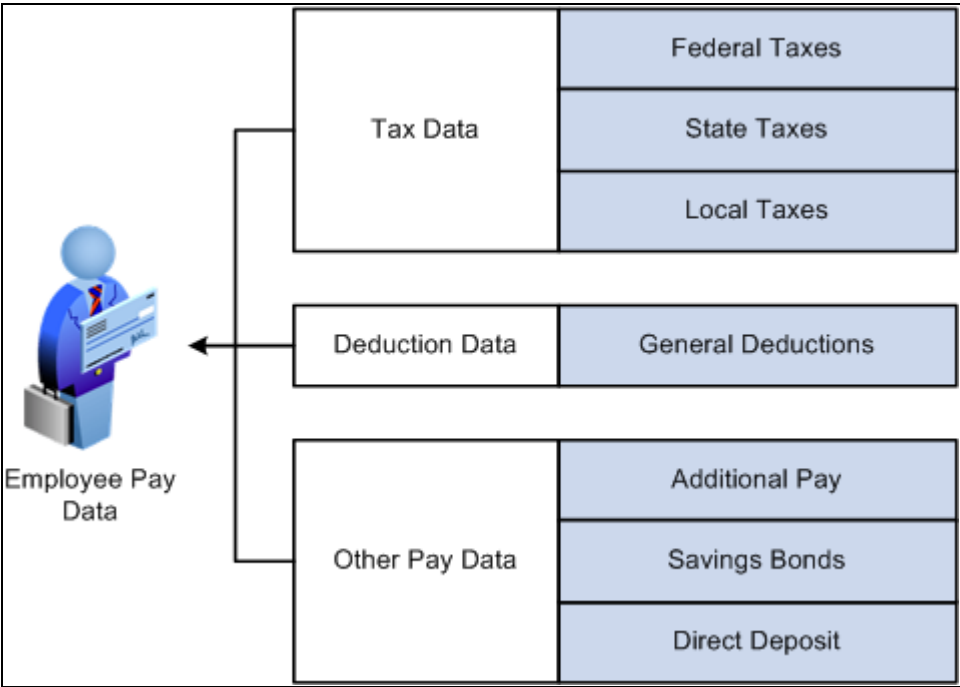 Federal Taxes
Tax Data
State Taxes
Local Taxes
Deduction Data
General Deductions
Employee Pay
Data
Additional Pay
Other Pay Data
Savings Bonds
Direct Deposit